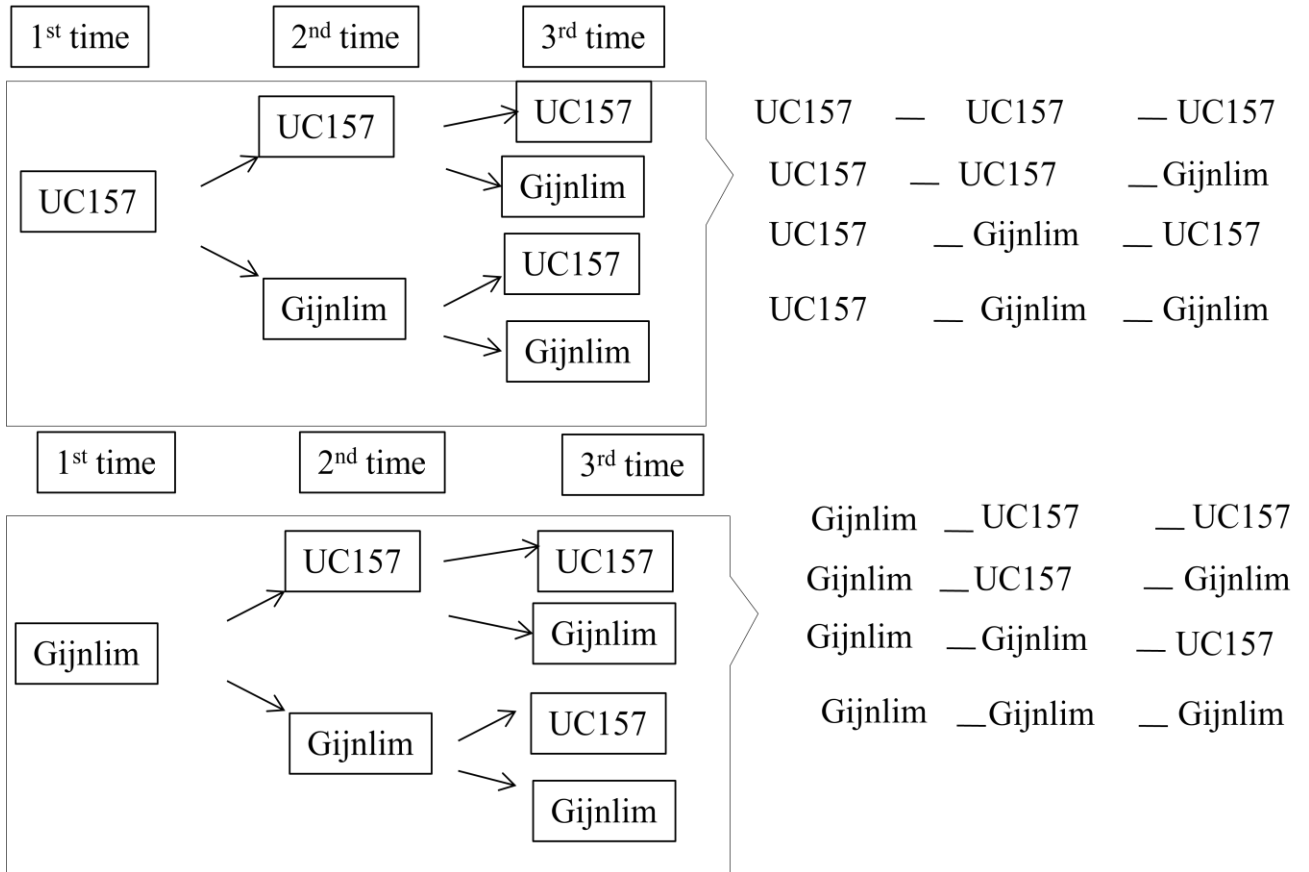 1st time 2nd time 3rd time
UC157 UC157 UC157 — UC157 — UC157
Gijnlim UC157 — UC157 — Gijnlim
UC157
UC157 UC157 — Gijnlim — UC157
Gijnlim UC157 — Gijnlim — Gijnlim
Gijnlim
1st time 2nd time 3rd time
UC157 UC157 Gijnlim — UC157 — UC157
Gijnlim Gijnlim — UC157 — Gijnlim
Gijnlim Gijnlim — Gijnlim — UC157
UC157
Gijnlim Gijnlim — Gijnlim — Gijnlim
Gijnlim